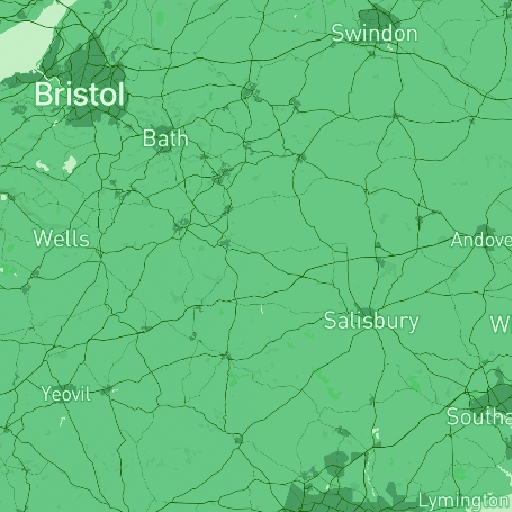 Swindon
Bristol
Bath
Wells
Andove
Salisbury
W
Yeovil
Southa
Lymington